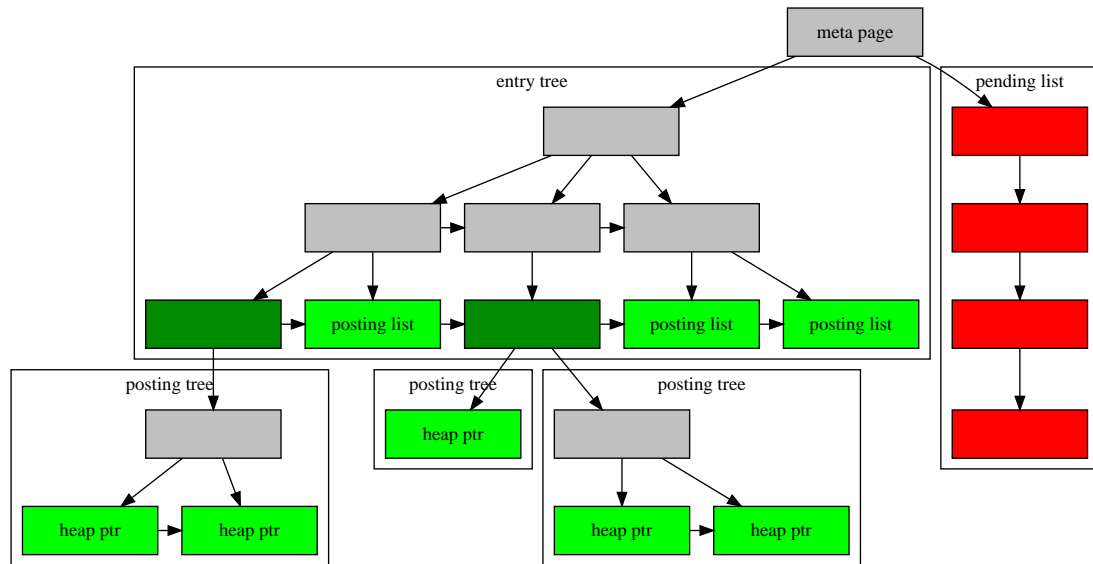 meta page
entry tree
pending list
posting list
posting list
posting list
posting tree
posting tree
posting tree
heap ptr
heap ptr
heap ptr
heap ptr
heap ptr